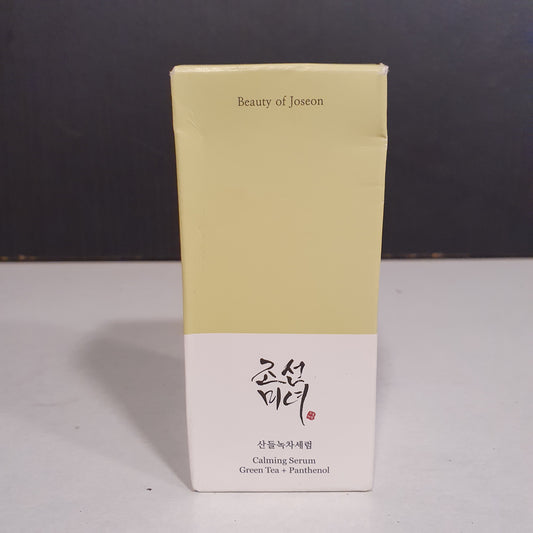 Beauty of Joseon
조선
미녀
산들녹차세럼
Calming Serum
Green Tea + Panthenol